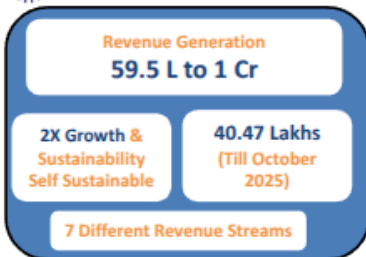 Revenue Generation
59.5 L to 1 Cr
2X Growth &
Sustainability
Self Sustainable
40.47 Lakhs
(Till October
2025)
7 Different Revenue Streams